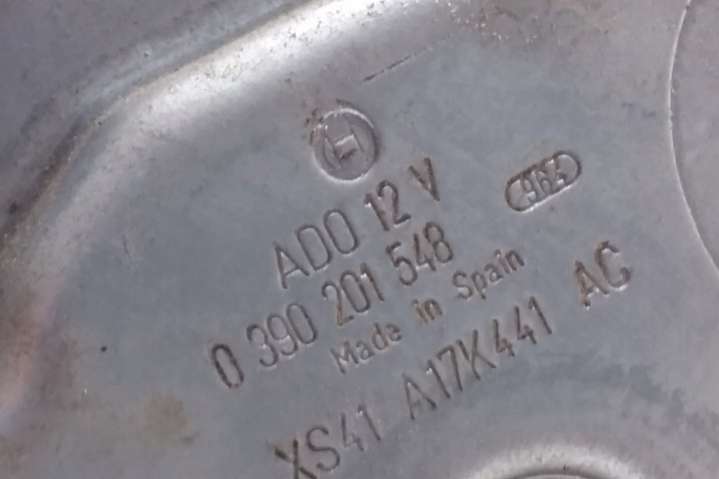 ADO 12 V
0 390 201 548
Made in Spain
XS41 A17K441 AC